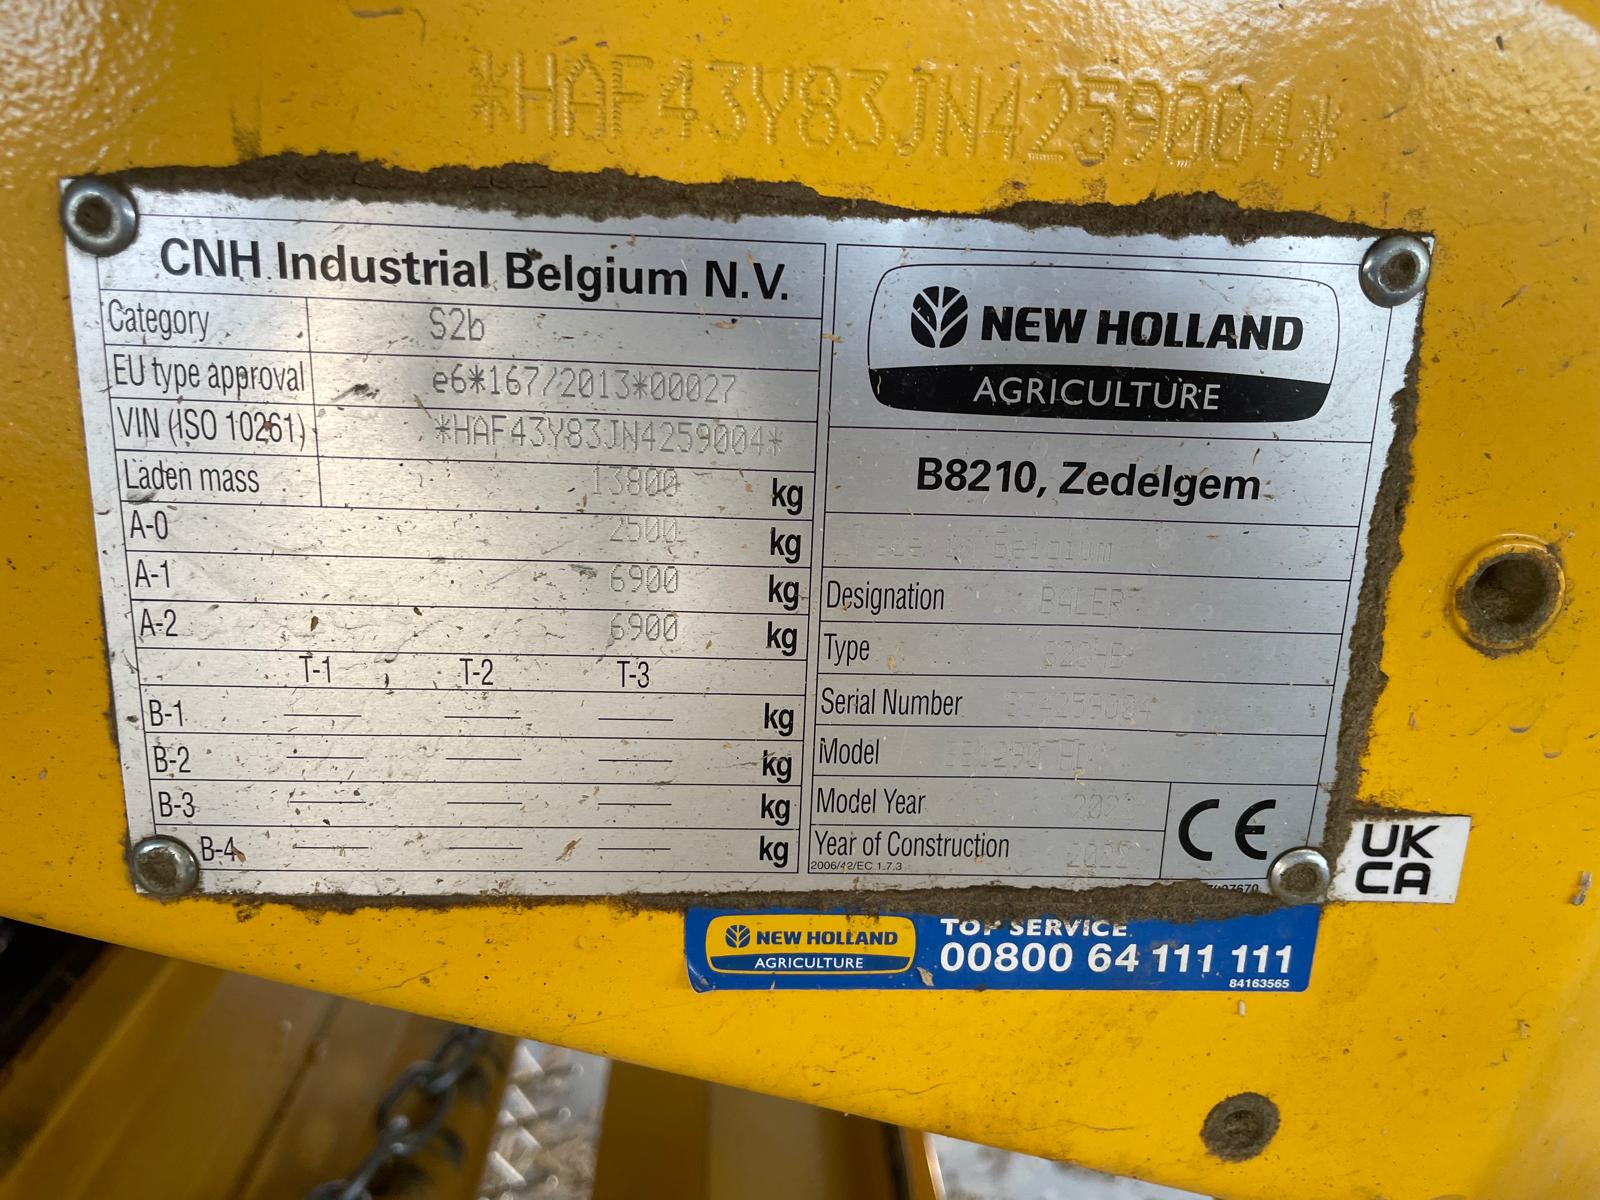 *HAF43Y83JN4259004*
CNH Industrial Belgium N.V.
Category S2b
EU type approval e6*167/2013*00027
VIN (ISO 10261) *HAF43Y83JN4259004*
Laden mass 13800 kg
A-0 2500 kg
A-1 6900 kg
A-2 6900 kg
T-1 T-2 T-3
B-1 kg
B-2 kg
B-3 kg
B-4 kg
NEW HOLLAND
AGRICULTURE
B8210, Zedelgem
in Belgium
Designation BALER
Type
Serial Number
Model
Model Year
Year of Construction
2006/42/EC 1.7.3
CE
UK
CA
NEW HOLLAND
AGRICULTURE
TOP SERVICE
00800 64 111 111
84163565